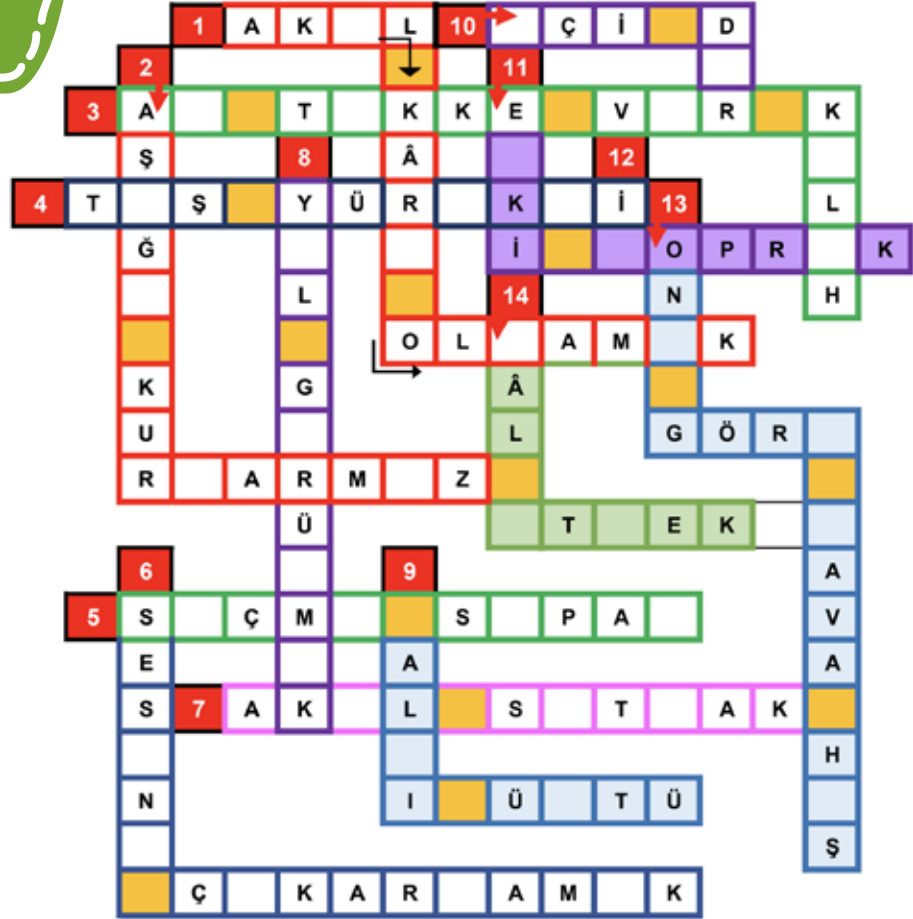 1 A K L 10 Ç İ D
2 11
3 A T K K E V R K
Ş 8 Â 12
4 T Ş Y Ü R K İ 13 L
Ğ İ O P R K
L 14 N H
O L A M K
K G Â
U L G Ö R
R A R M Z
Ü T E K
6 9 A
5 S Ç M S P A V
E A A
S 7 A K L S T A K
H
N I Ü T Ü
Ş
Ç K A R A M K